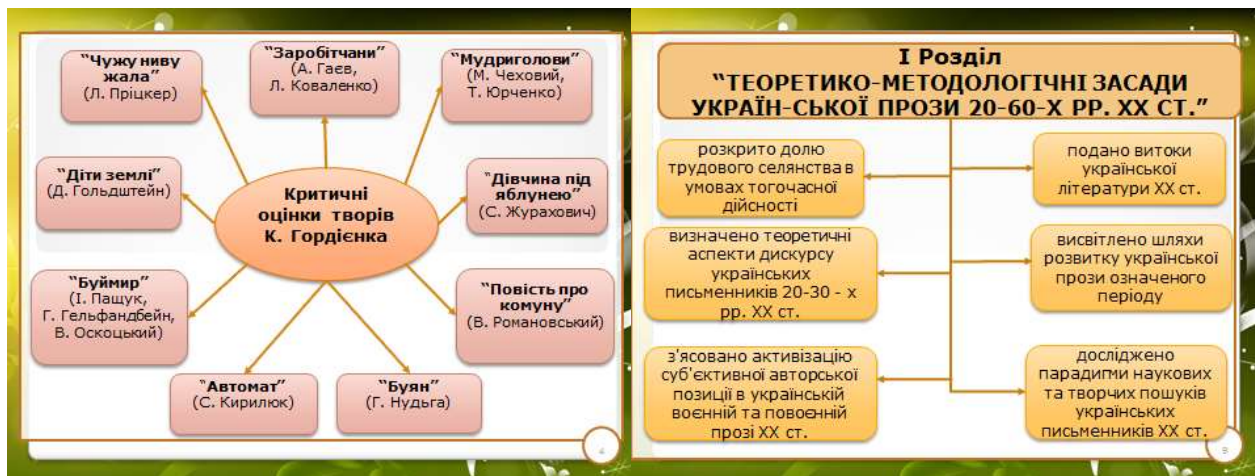 "Чужу ниву
жала"
(Л. Пріцкер)
"Заробітчани"
(А. Гаєв,
Л. Коваленко)
"Мудриголови"
(М. Чеховий,
Т. Юрченко)
"Діти землі"
(Д. Гольдштейн)
Критичні
оцінки творів
К. Гордієнка
"Дівчина під
яблунею"
(С. Журахович)
"Буймир"
(І. Пащук,
Г. Гельфандбейн,
В. Оскоцький)
"Повість про
комуну"
(В. Романовський)
"Автомат"
(С. Кирилюк)
"Буян"
(Г. Нудьга)
І Розділ
"ТЕОРЕТИКО-МЕТОДОЛОГІЧНІ ЗАСАДИ
УКРАЇН-СЬКОЇ ПРОЗИ 20-60-Х РР. ХХ СТ."
розкрито долю
трудового селянства в
умовах тогочасної
дійсності
подано витоки
української
літератури ХХ ст.
визначено теоретичні
аспекти дискурсу
українських
письменників 20-30 - х
рр. ХХ ст.
висвітлено шляхи
розвитку української
прози означеного
періоду
з'ясовано активізацію
суб'єктивної авторської
позиції в українській
воєнній та повоєнній
прозі ХХ ст.
досліджено
парадигми наукових
та творчих пошуків
українських
письменників ХХ ст.